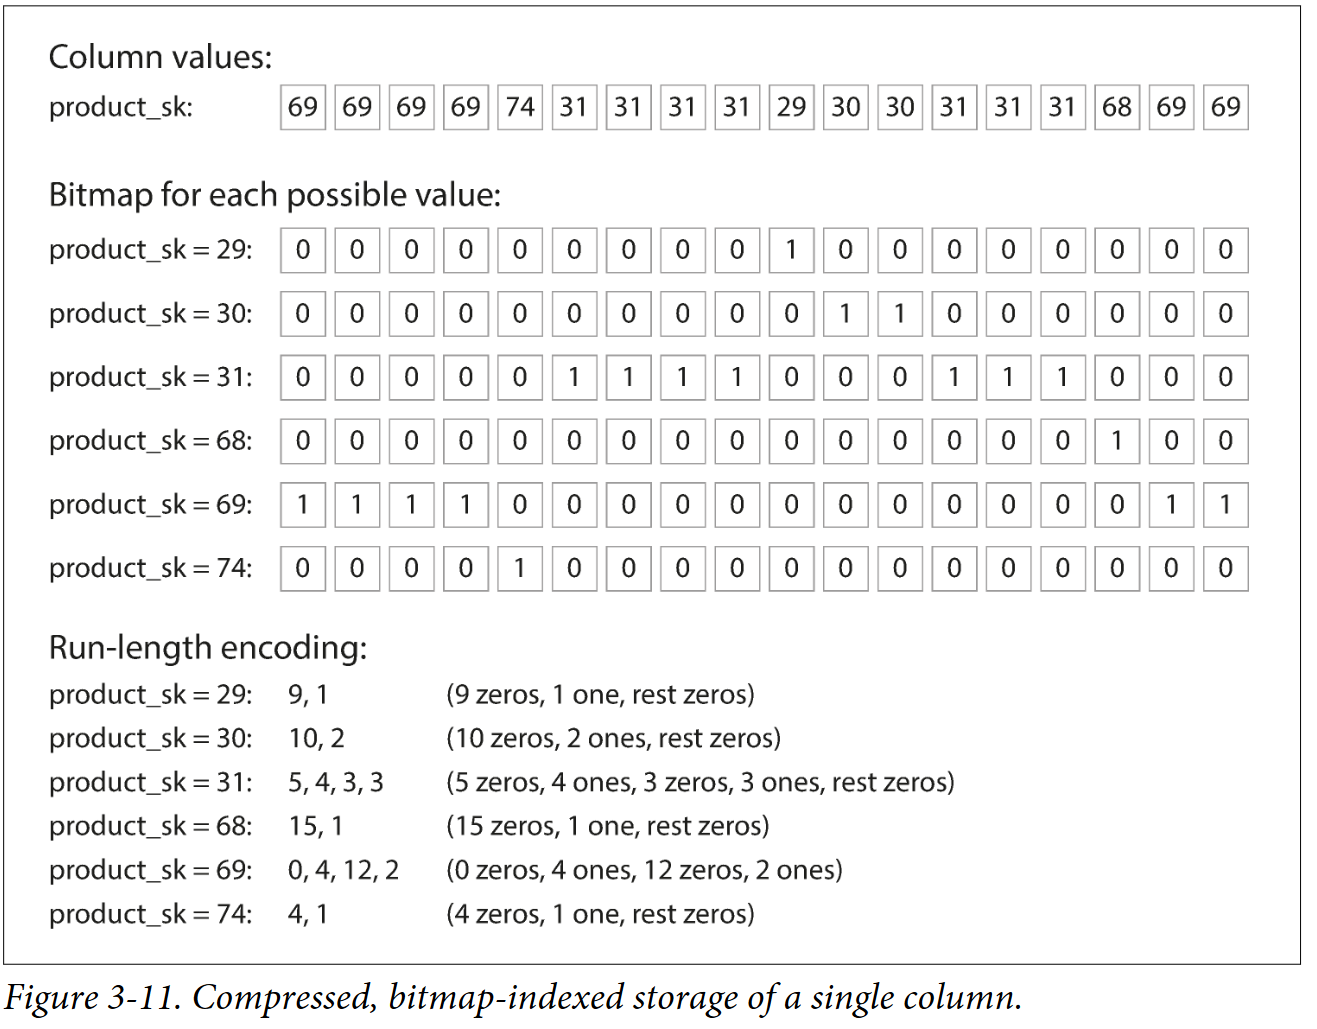 Column values:
product_sk: 69 69 69 69 74 31 31 31 31 29 30 30 31 31 31 68 69 69
Bitmap for each possible value:
product_sk = 29: 0 0 0 0 0 0 0 0 0 1 0 0 0 0 0 0 0 0
product_sk = 30: 0 0 0 0 0 0 0 0 0 0 1 1 0 0 0 0 0 0
product_sk = 31: 0 0 0 0 0 1 1 1 1 0 0 0 1 1 1 0 0 0
product_sk = 68: 0 0 0 0 0 0 0 0 0 0 0 0 0 0 0 1 0 0
product_sk = 69: 1 1 1 1 0 0 0 0 0 0 0 0 0 0 0 0 1 1
product_sk = 74: 0 0 0 0 1 0 0 0 0 0 0 0 0 0 0 0 0 0
Run-length encoding:
product_sk = 29: 9, 1 (9 zeros, 1 one, rest zeros)
product_sk = 30: 10, 2 (10 zeros, 2 ones, rest zeros)
product_sk = 31: 5, 4, 3, 3 (5 zeros, 4 ones, 3 zeros, 3 ones, rest zeros)
product_sk = 68: 15, 1 (15 zeros, 1 one, rest zeros)
product_sk = 69: 0, 4, 12, 2 (0 zeros, 4 ones, 12 zeros, 2 ones)
product_sk = 74: 4, 1 (4 zeros, 1 one, rest zeros)
Figure 3-11. Compressed, bitmap-indexed storage of a single column.